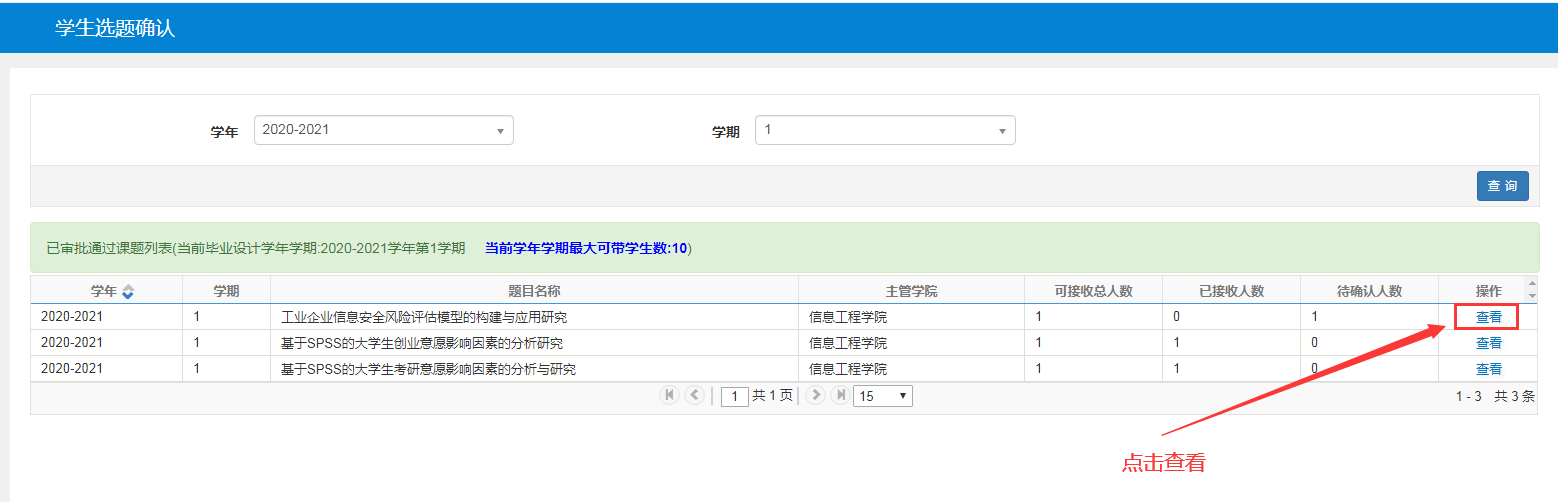 学生选题确认
学年 2020-2021 学期 1
查 询
已审批通过课题列表(当前毕业设计学年学期:2020-2021学年第1学期 当前学年学期最大可带学生数:10)
学年 学期 题目名称 主管学院 可接收总人数 已接收人数 待确认人数 操作
2020-2021 1 工业企业信息安全风险评估模型的构建与应用研究 信息工程学院 1 0 1 查看
2020-2021 1 基于SPSS的大学生创业意愿影响因素的分析研究 信息工程学院 1 1 0 查看
2020-2021 1 基于SPSS的大学生考研意愿影响因素的分析与研究 信息工程学院 1 1 0 查看
1 共 1 页 15 1 - 3 共 3 条
点击查看